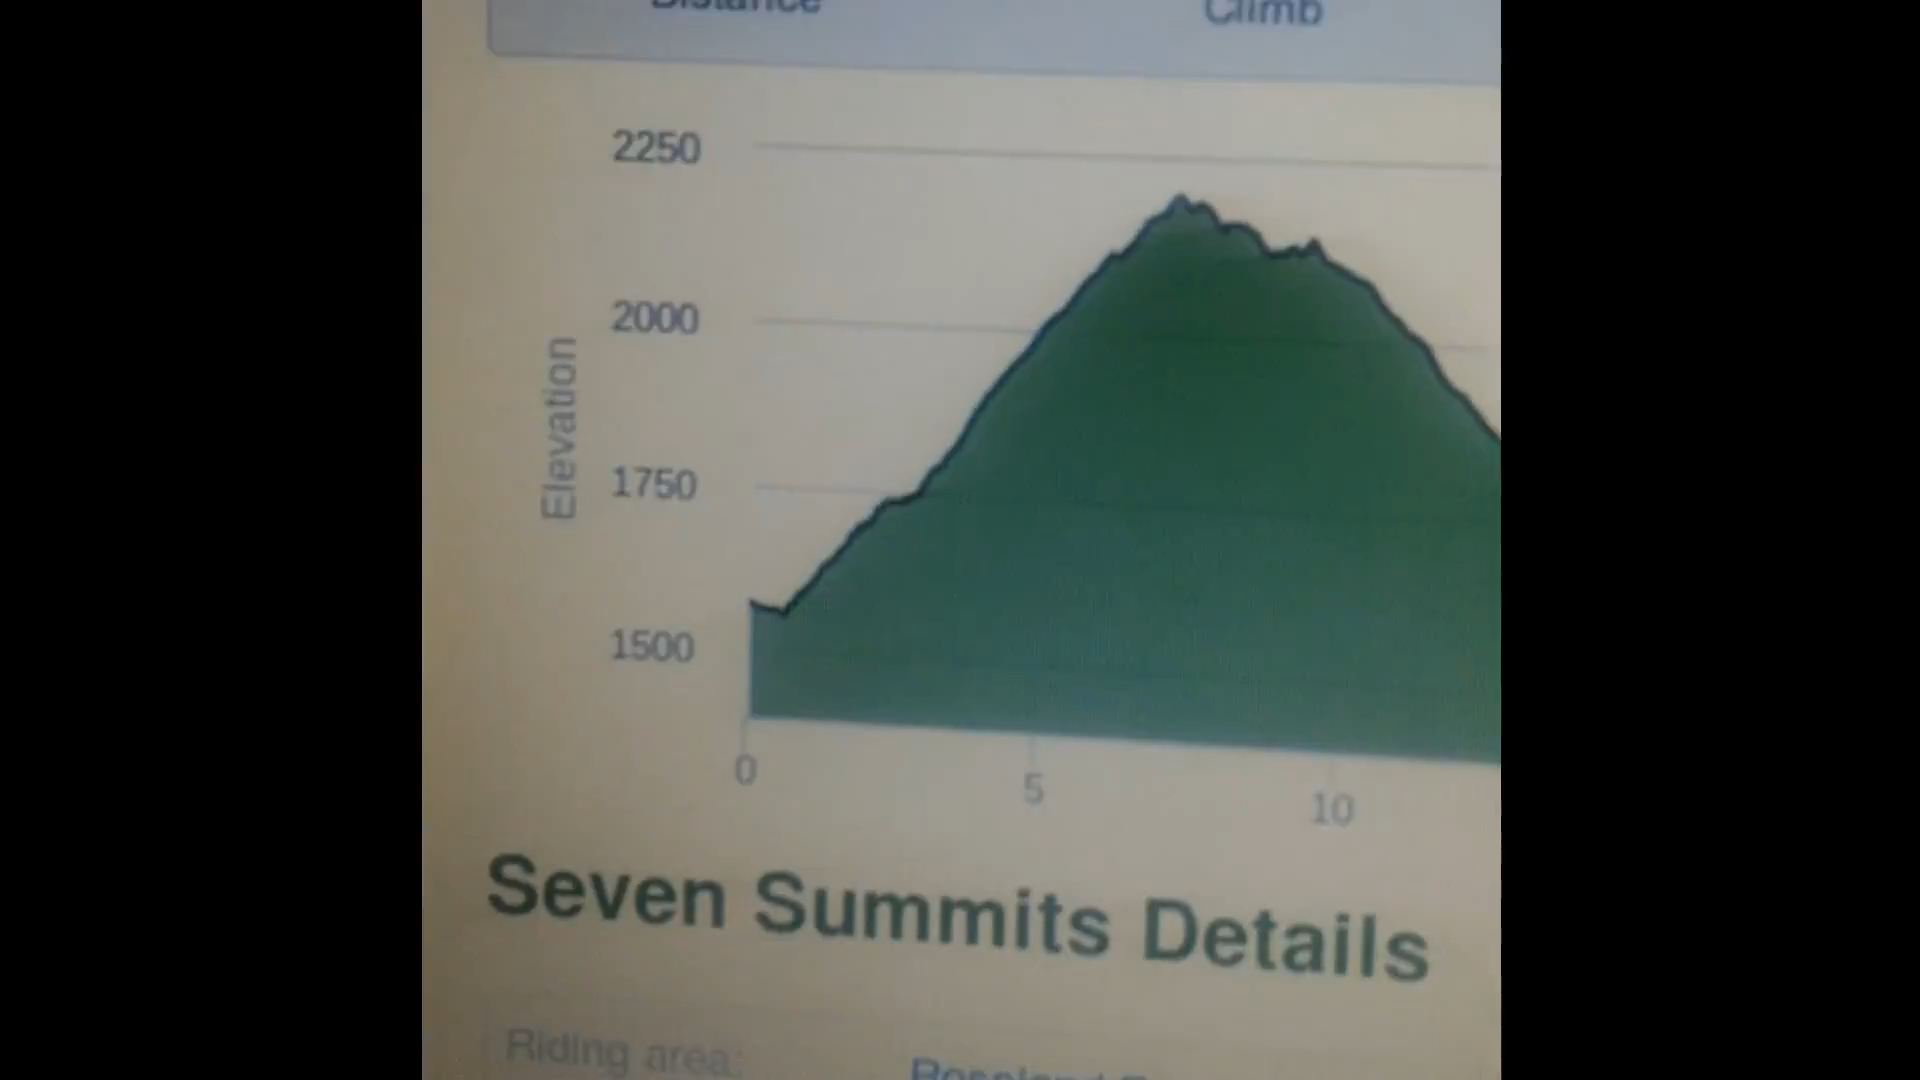 Distance Climb
2250
2000
1750
1500
Elevation
0 5 10
Seven Summits Details
Riding area: